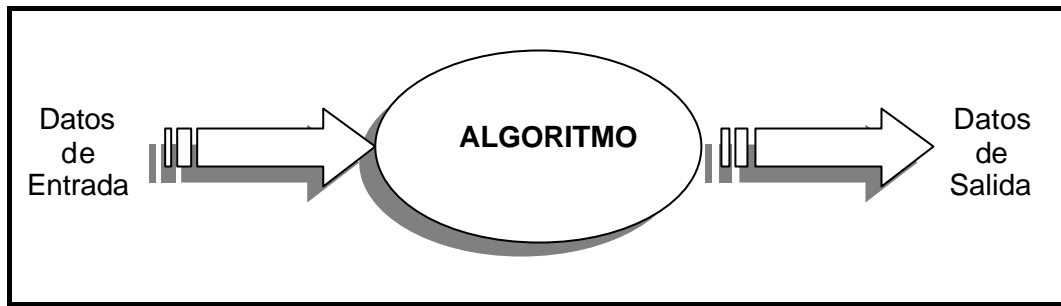 Datos
de
Entrada
ALGORITMO
Datos
de
Salida